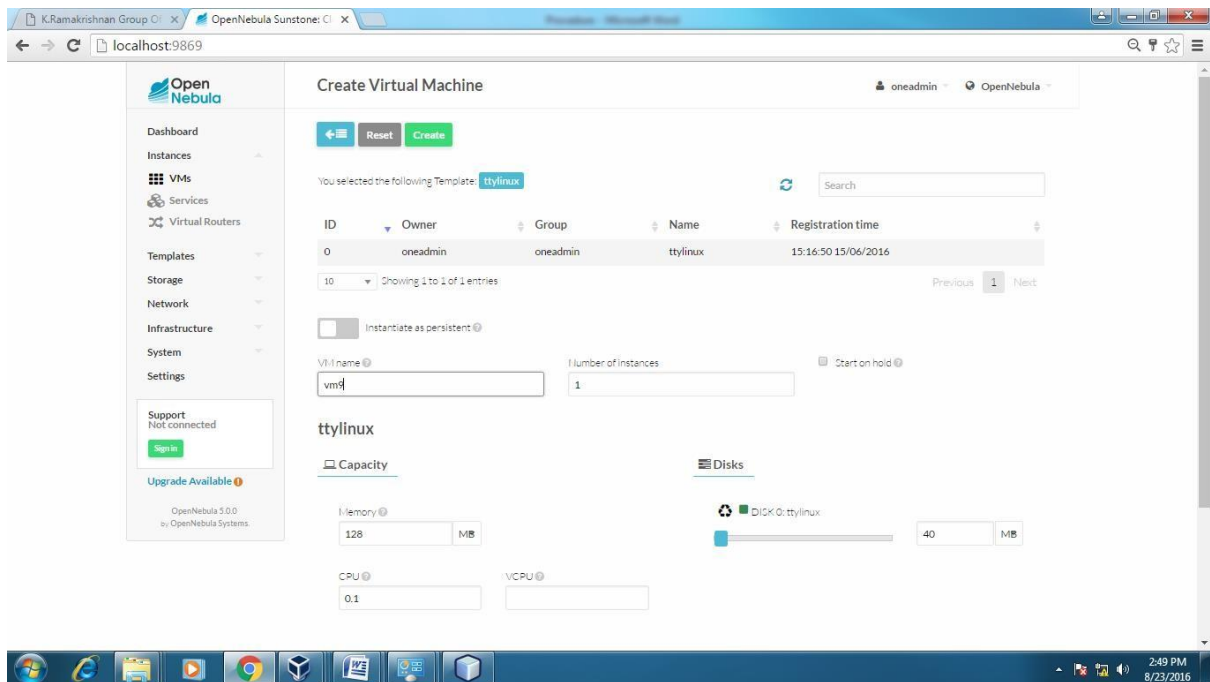 K.Ramakrishnan Group Of
OpenNebula Sunstone: Cl
Procedure - Microsoft Word
localhost:9869
Open Nebula
Create Virtual Machine
oneadmin
OpenNebula
Dashboard
Instances
VMs
Services
Virtual Routers
Templates
Storage
Network
Infrastructure
System
Settings
Support
Not connected
Sign in
Upgrade Available
OpenNebula 5.0.0
by OpenNebula Systems.
Reset
Create
You selected the following Template: ttylinux
Search
ID Owner Group Name Registration time
0 oneadmin oneadmin ttylinux 15:16:50 15/06/2016
10 Showing 1 to 1 of 1 entries
Previous 1 Next
Instantiate as persistent
VM name
Number of instances
Start on hold
vm9
1
ttylinux
Capacity
Disks
Memory
DISK 0: ttylinux
128 MB
40 MB
CPU
VCPU
0.1
2:49 PM
8/23/2016